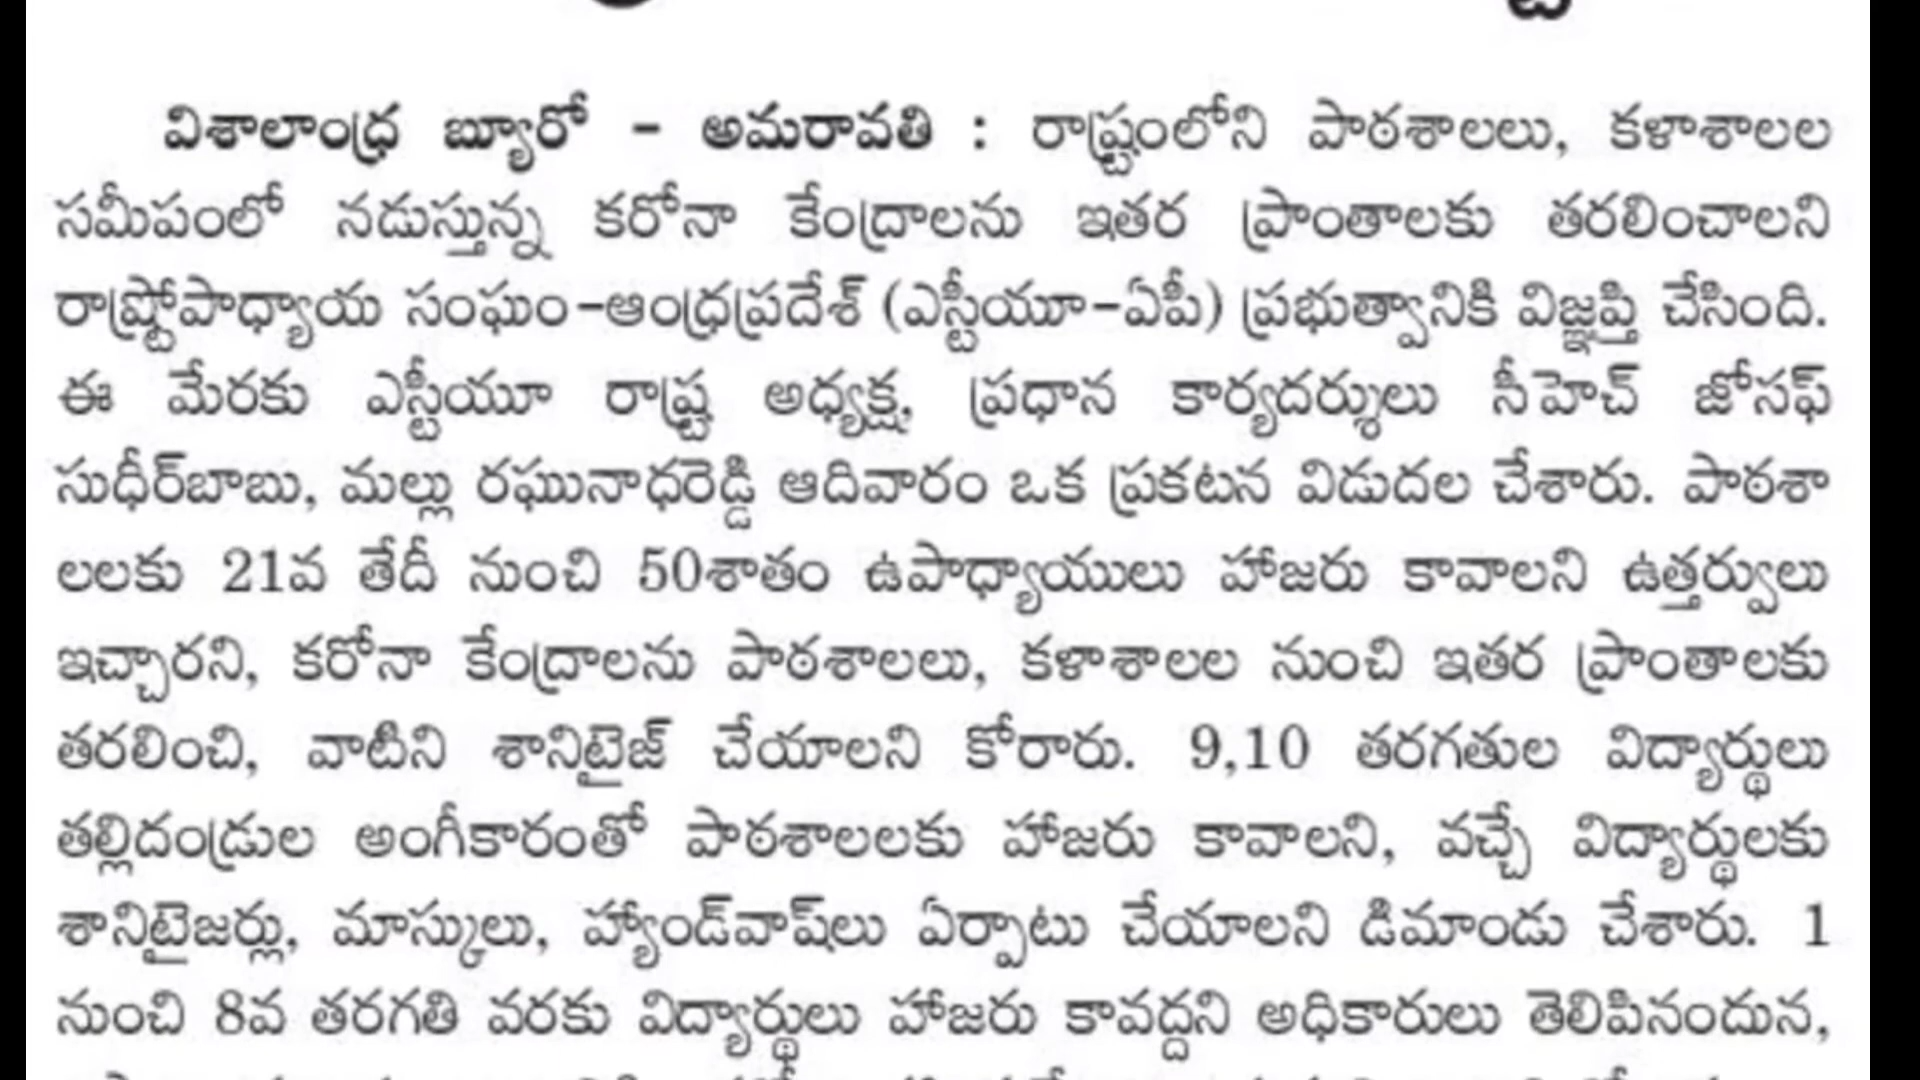 విశాలాంధ్ర బ్యూరో - అమరావతి : రాష్ట్రంలోని పాఠశాలలు, కళాశాలల
సమీపంలో నడుస్తున్న కరోనా కేంద్రాలను ఇతర ప్రాంతాలకు తరలించాలని
రాష్ట్రోపాధ్యాయ సంఘం-ఆంధ్రప్రదేశ్ (ఎస్టీయూ-ఏపీ) ప్రభుత్వానికి విజ్ఞప్తి చేసింది.
ఈ మేరకు ఎస్టీయూ రాష్ట్ర అధ్యక్ష, ప్రధాన కార్యదర్శులు సీహెచ్ జోసఫ్
సుధీర్‌బాబు, మల్లు రఘునాధరెడ్డి ఆదివారం ఒక ప్రకటన విడుదల చేశారు. పాఠశా
లలకు 21వ తేదీ నుంచి 50శాతం ఉపాధ్యాయులు హాజరు కావాలని ఉత్తర్వులు
ఇచ్చారని, కరోనా కేంద్రాలను పాఠశాలలు, కళాశాలల నుంచి ఇతర ప్రాంతాలకు
తరలించి, వాటిని శానిటైజ్ చేయాలని కోరారు. 9,10 తరగతుల విద్యార్థులు
తల్లిదండ్రుల అంగీకారంతో పాఠశాలలకు హాజరు కావాలని, వచ్చే విద్యార్థులకు
శానిటైజర్లు, మాస్కులు, హ్యాండ్‌వాష్‌లు ఏర్పాటు చేయాలని డిమాండు చేశారు. 1
నుంచి 8వ తరగతి వరకు విద్యార్థులు హాజరు కావద్దని అధికారులు తెలిపినందున,